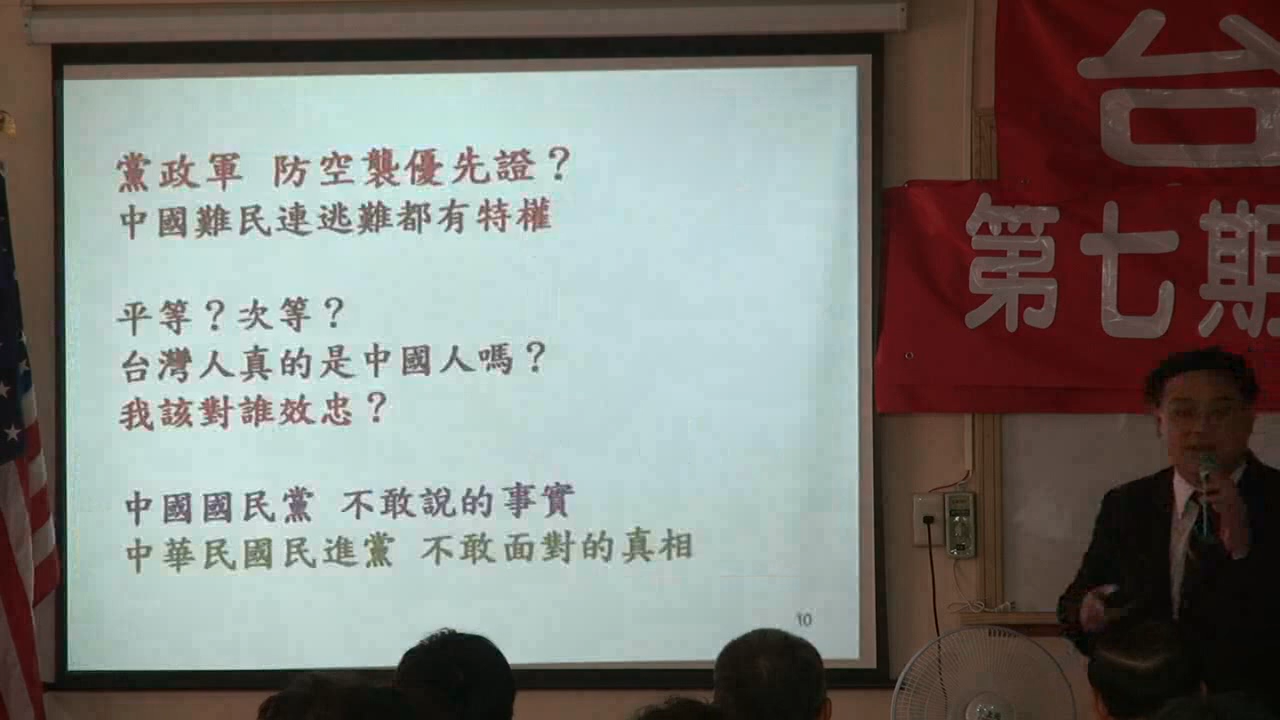 黨政軍 防空襲優先證？
中國難民連逃難都有特權
平等？次等？
台灣人真的是中國人嗎？
我該對誰效忠？
中國國民黨 不敢說的事實
中華民國民進黨 不敢面對的真相
10
台
第七期